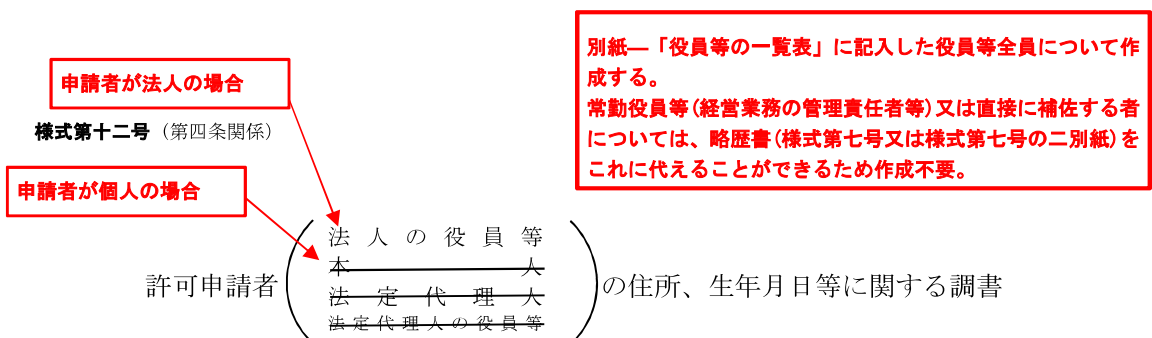 別紙―「役員等の一覧表」に記入した役員等全員について作
成する。
常勤役員等(経営業務の管理責任者等)又は直接に補佐する者
については、略歴書(様式第七号又は様式第七号の二別紙)を
これに代えることができるため作成不要。
申請者が法人の場合
様式第十二号（第四条関係）
申請者が個人の場合
法人の役員等
本人
法定代理人
法定代理人の役員等
許可申請者
の住所、生年月日等に関する調書